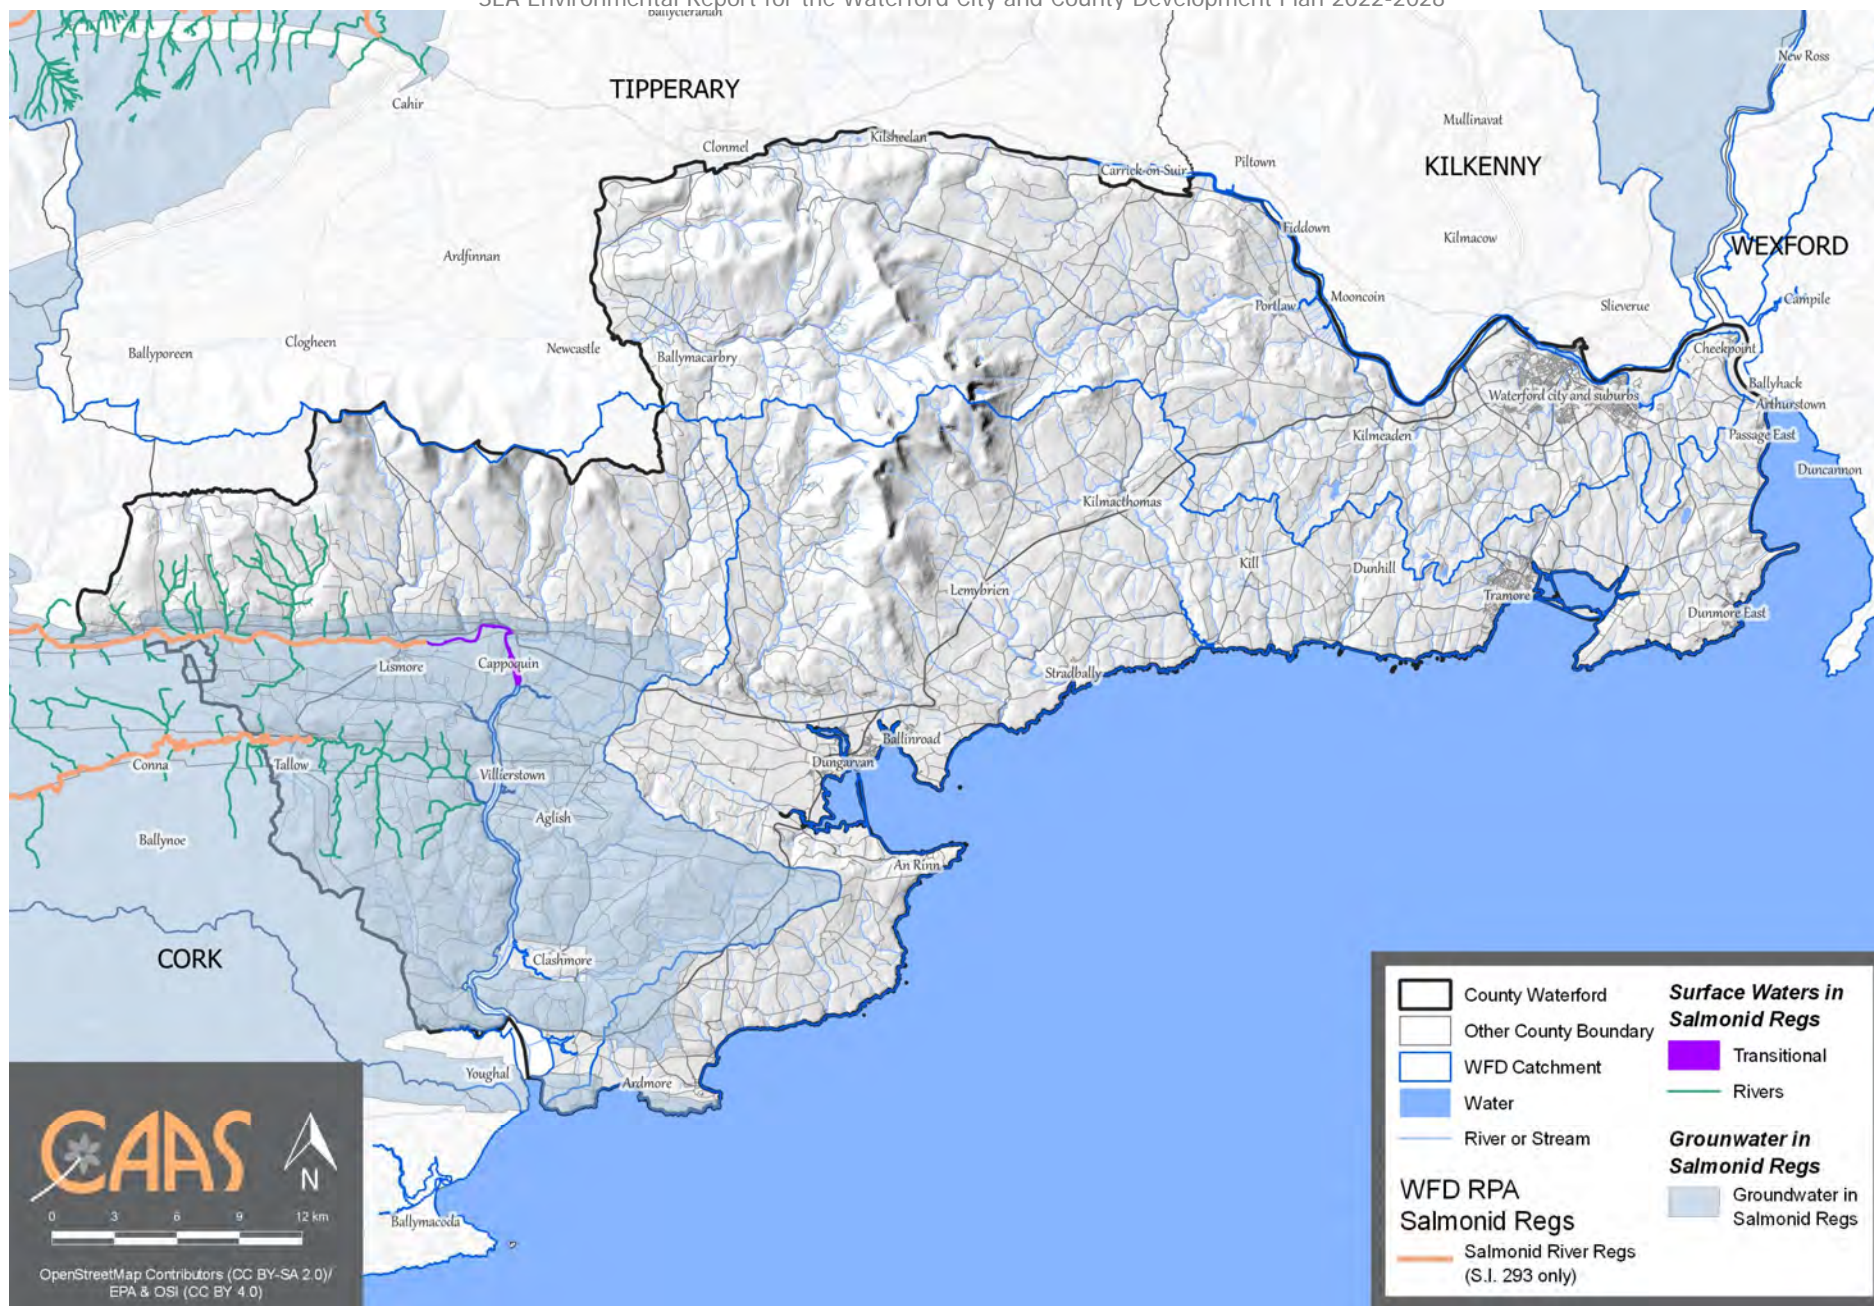 SEA Environmental Report for the Waterford City and County Development Plan 2022-2028
Ballyclerahan
New Ross
TIPPERARY
Cahir
Mullinavat
Clonmel
Kilsheelan
Piltown
KILKENNY
Carrick-on-Suir
Fiddown
Kilmacow
WEXFORD
Ardfinnan
Campile
Portlaw
Mooncoin
Slieverue
Clogheen
Ballyporeen
Newcastle
Ballymacarbry
Cheekpoint
Ballyhack
Waterford city and suburbs
Arthurstown
Kilmeaden
Passage East
Duncannon
Kilmacthomas
Kill
Dunhill
Lemybrien
Tramore
Dunmore East
Lismore
Cappoquin
Stradbally
Ballinroad
Conna
Tallow
Dungarvan
Villierstown
Aglish
Ballynoe
An Rinn
CORK
Clashmore
Youghal
Ardmore
Ballymacoda
CAAS
N
0 3 6 9 12 km
OpenStreetMap Contributors (CC BY-SA 2.0)/
EPA & OSI (CC BY 4.0)
County Waterford
Other County Boundary
WFD Catchment
Water
River or Stream
WFD RPA
Salmonid Regs
Salmonid River Regs
(S.I. 293 only)
Surface Waters in
Salmonid Regs
Transitional
Rivers
Grounwater in
Salmonid Regs
Groundwater in
Salmonid Regs